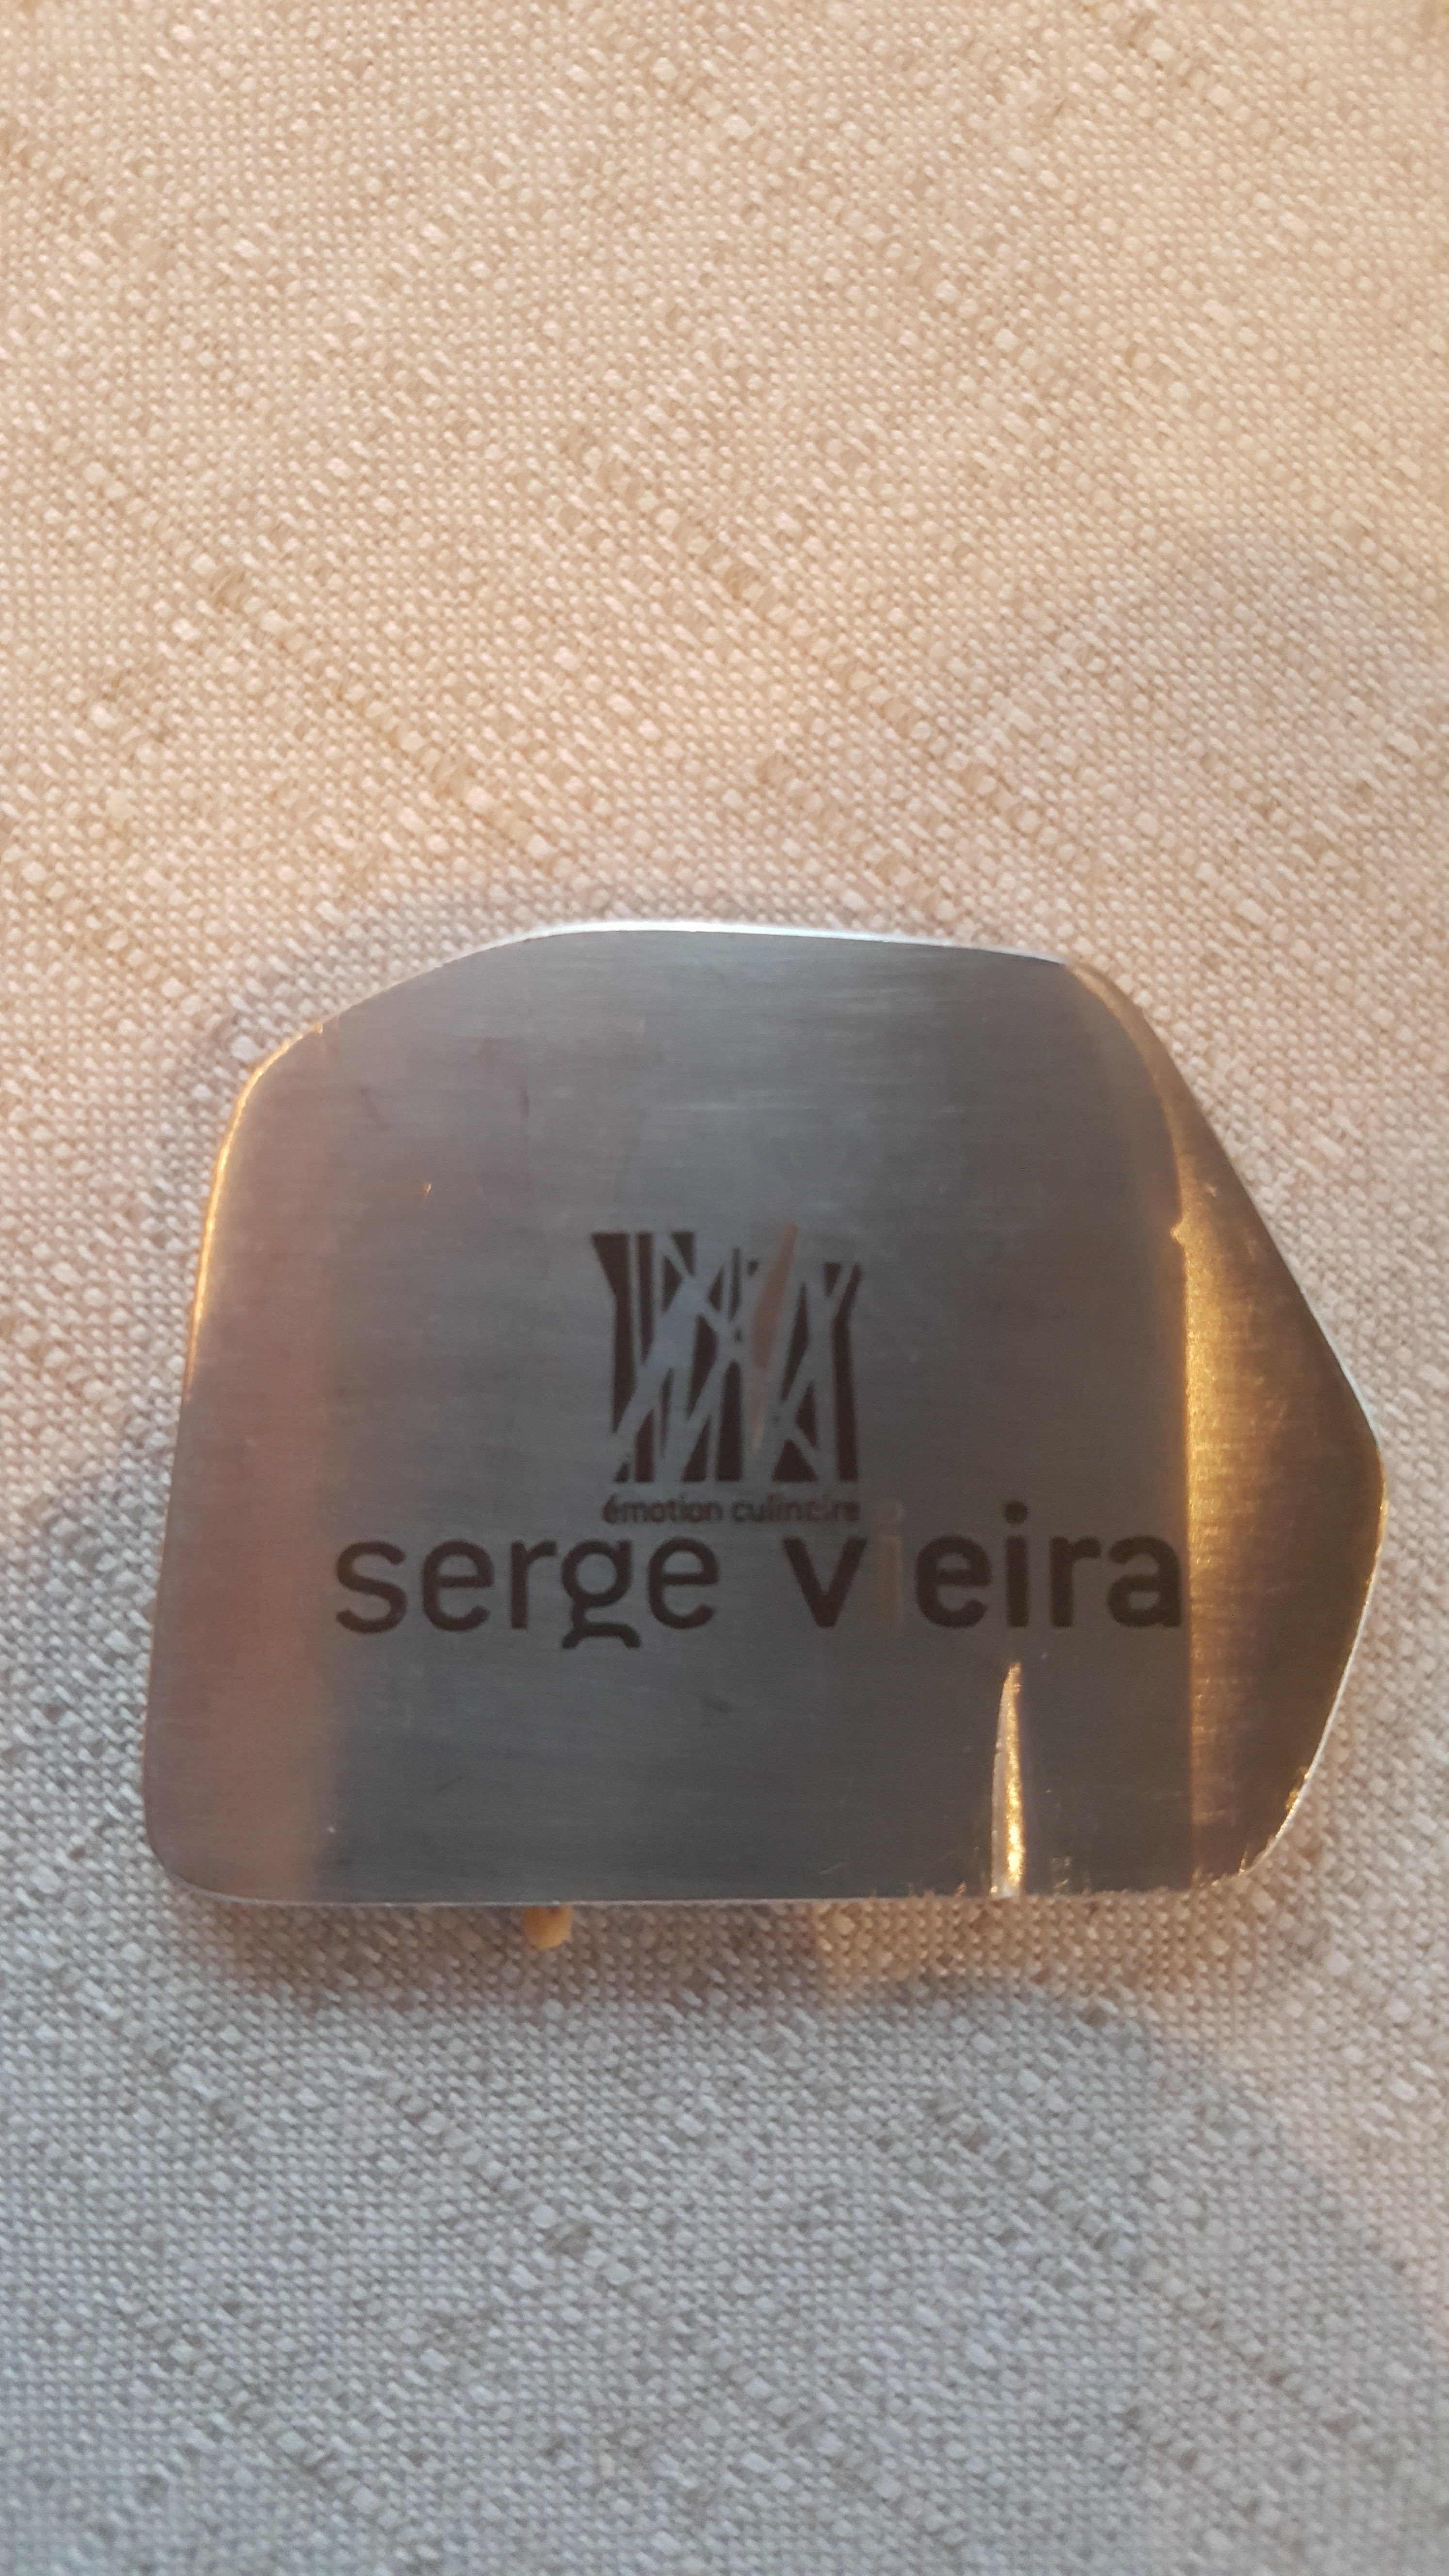 émotion culinaire
serge vieira